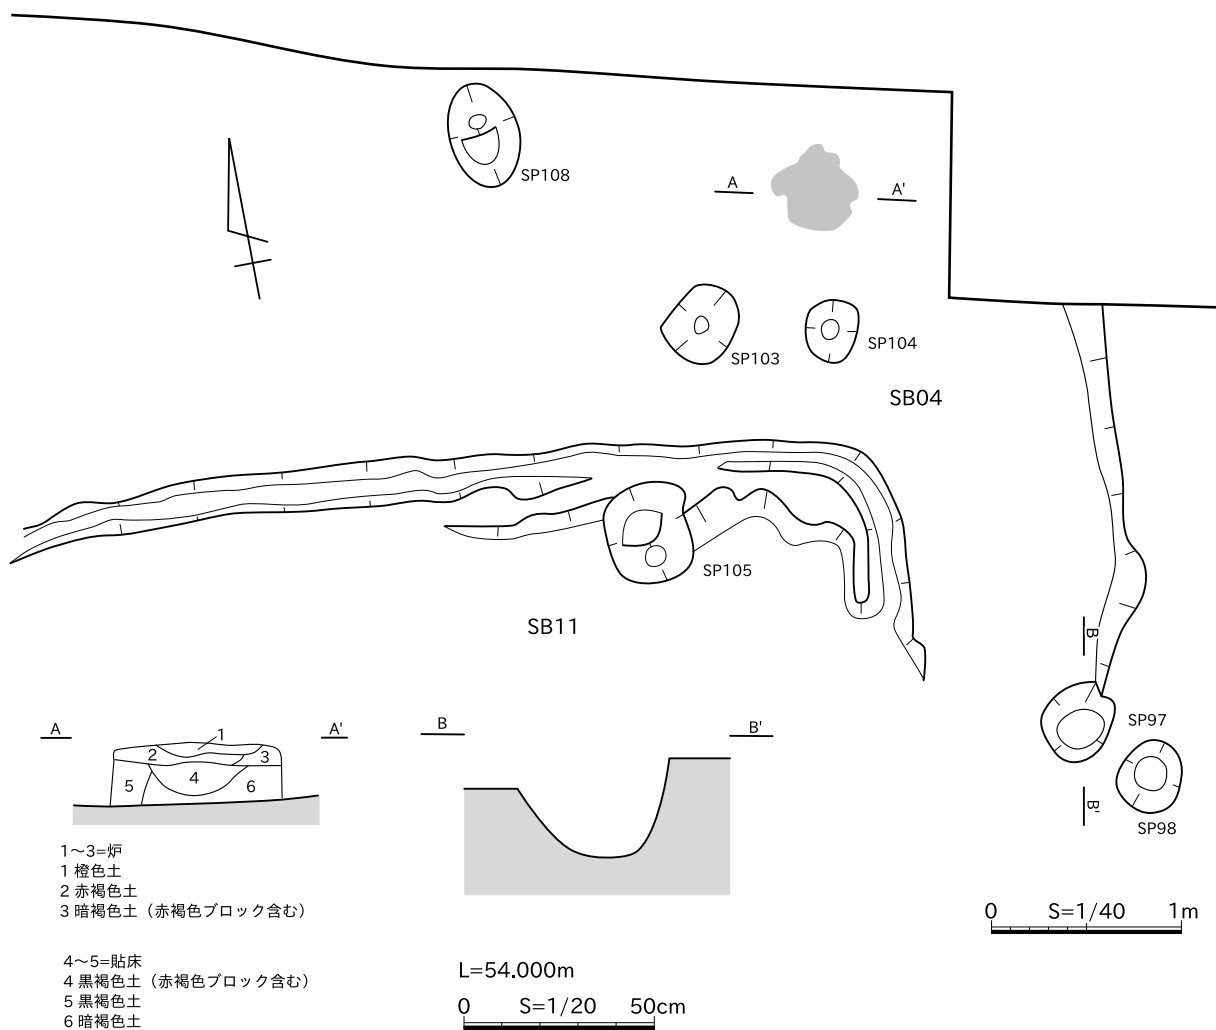 SP108
A
A'
SP103
SP104
SB04
SP105
SB11
B
SP97
B'
SP98
A
A'
1
2
3
4
5
6
B
B'
1〜3=炉
1 橙色土
2 赤褐色土
3 暗褐色土（赤褐色ブロック含む）
4〜5=貼床
4 黒褐色土（赤褐色ブロック含む）
5 黒褐色土
6 暗褐色土
L=54.000m
0 S=1/20 50cm
0 S=1/40 1m